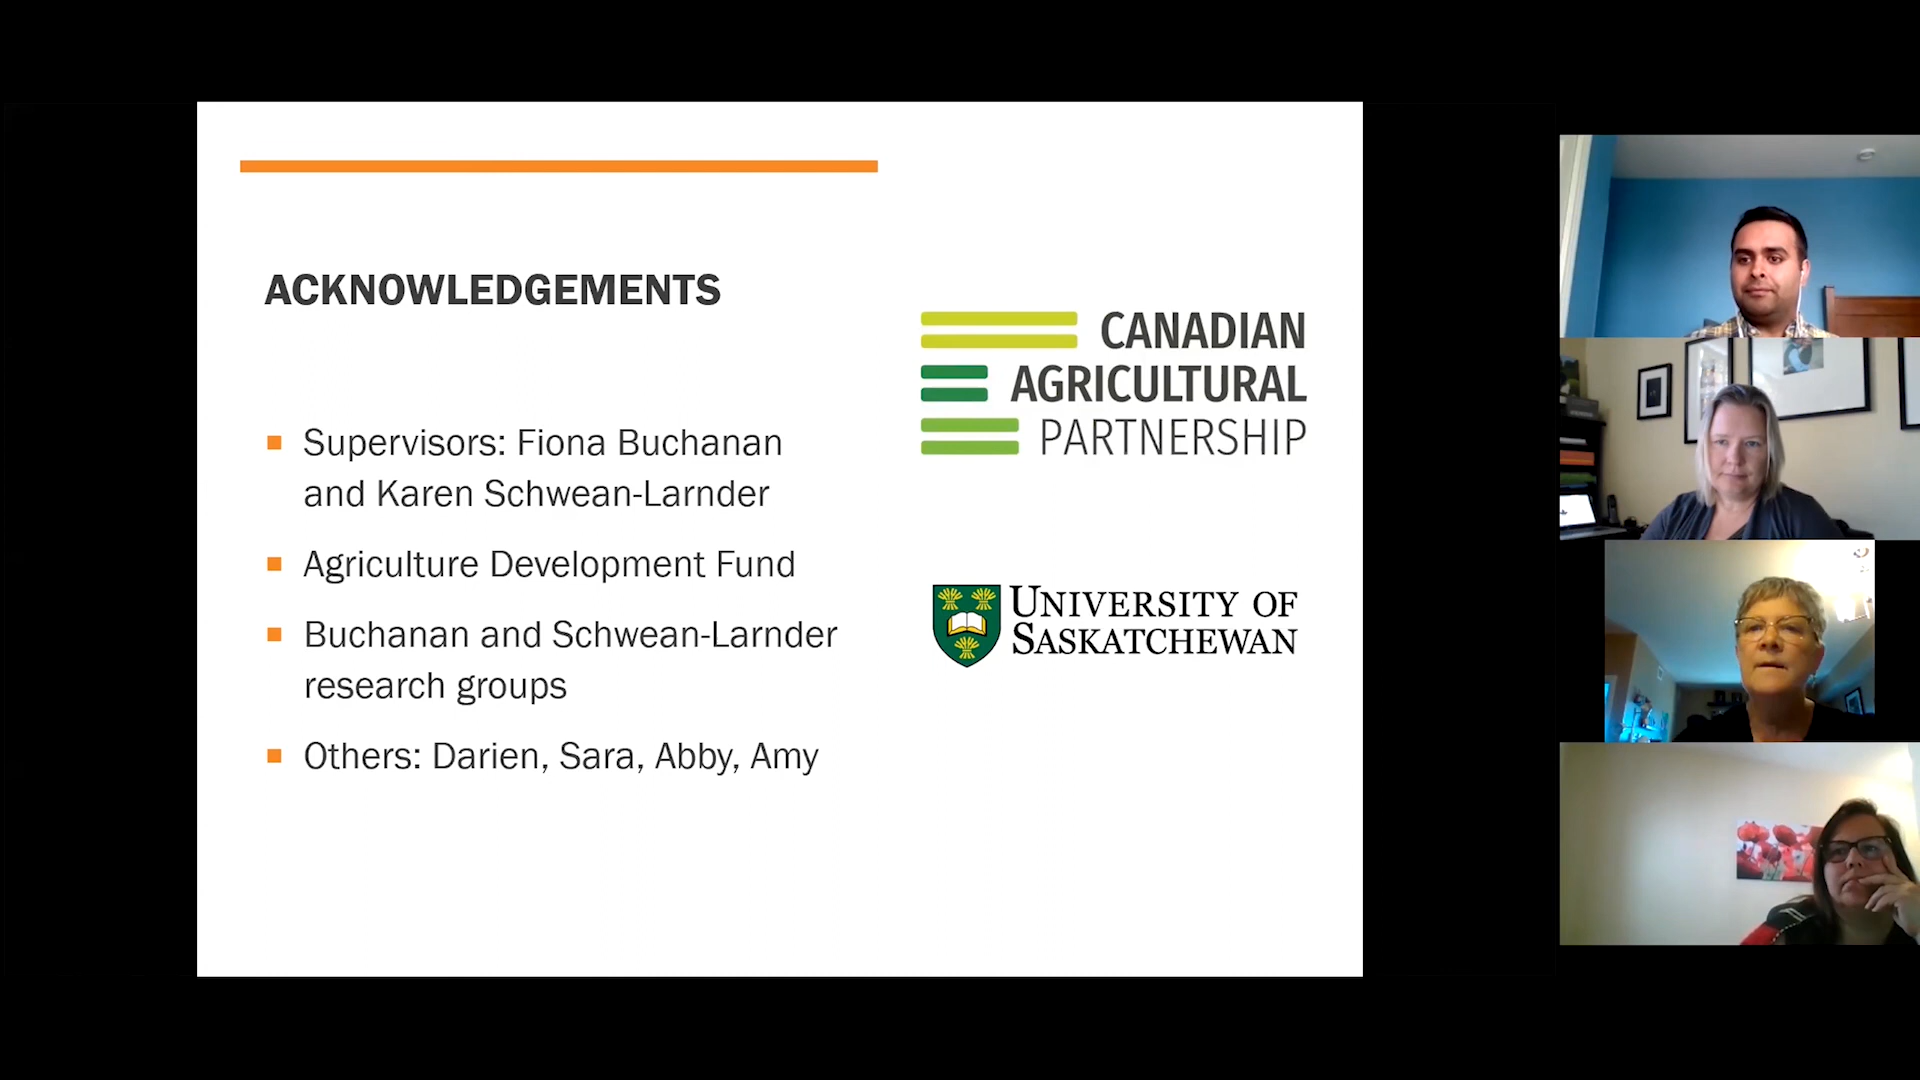 ACKNOWLEDGEMENTS
Supervisors: Fiona Buchanan
and Karen Schwean-Larnder
Agriculture Development Fund
Buchanan and Schwean-Larnder
research groups
Others: Darien, Sara, Abby, Amy
CANADIAN
AGRICULTURAL
PARTNERSHIP
UNIVERSITY OF
SASKATCHEWAN